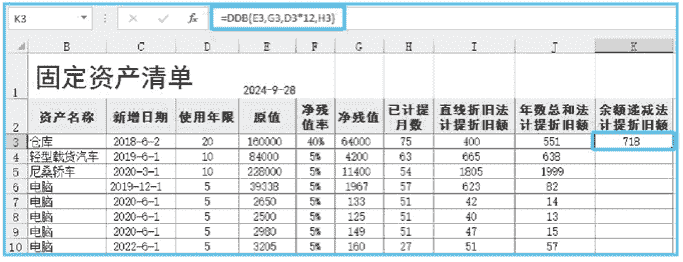 K3 fx =DDB(E3,G3,D3*12,H3)
B C D E F G H I J K
1 固定资产清单 2024-9-28
2 资产名称 新增日期 使用年限 原值 净残值率 净残值 已计提月数 直线折旧法计提折旧额 年数总和法计提折旧额 余额递减法计提折旧额
3 仓库 2018-6-2 20 160000 40% 64000 75 400 551 718
4 轻型载货汽车 2019-6-1 10 84000 5% 4200 63 665 638
5 尼桑轿车 2020-3-1 10 228000 5% 11400 54 1805 1999
6 电脑 2019-12-1 5 39338 5% 1967 57 623 82
7 电脑 2020-6-1 5 2650 5% 133 51 42 14
8 电脑 2020-6-1 5 2500 5% 125 51 40 13
9 电脑 2020-6-1 5 2980 5% 149 51 47 15
10 电脑 2022-6-1 5 3205 5% 160 27 51 57